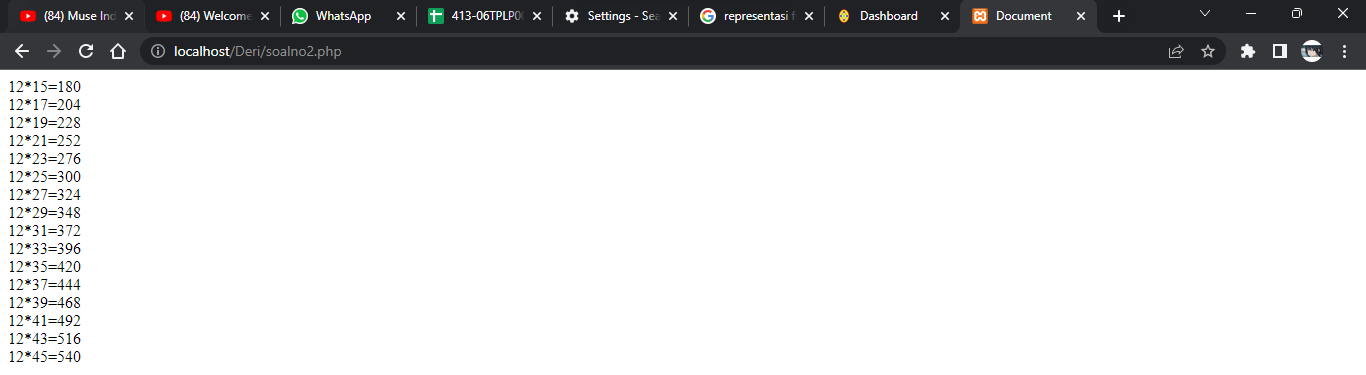 (84) Muse Ind
(84) Welcome
WhatsApp
413-06TPLP0
Settings - Sea
representasi f
Dashboard
Document
localhost/Deri/soalno2.php
12*15=180
12*17=204
12*19=228
12*21=252
12*23=276
12*25=300
12*27=324
12*29=348
12*31=372
12*33=396
12*35=420
12*37=444
12*39=468
12*41=492
12*43=516
12*45=540